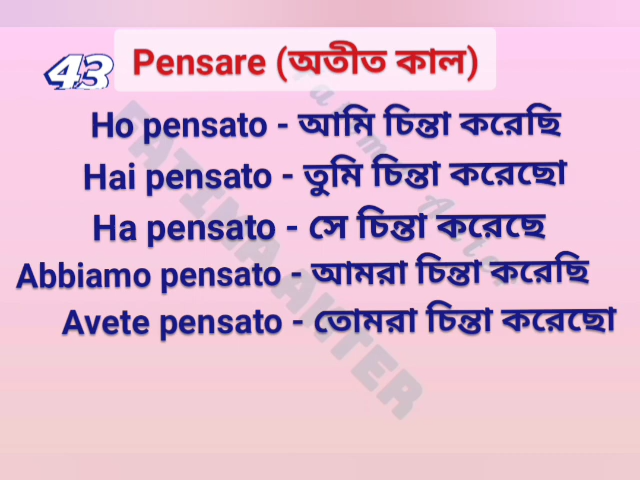 43
Pensare (অতীত কাল)
Ho pensato - আমি চিন্তা করেছি
Hai pensato - তুমি চিন্তা করেছো
Ha pensato - সে চিন্তা করেছে
Abbiamo pensato - আমরা চিন্তা করেছি
Avete pensato - তোমরা চিন্তা করেছো